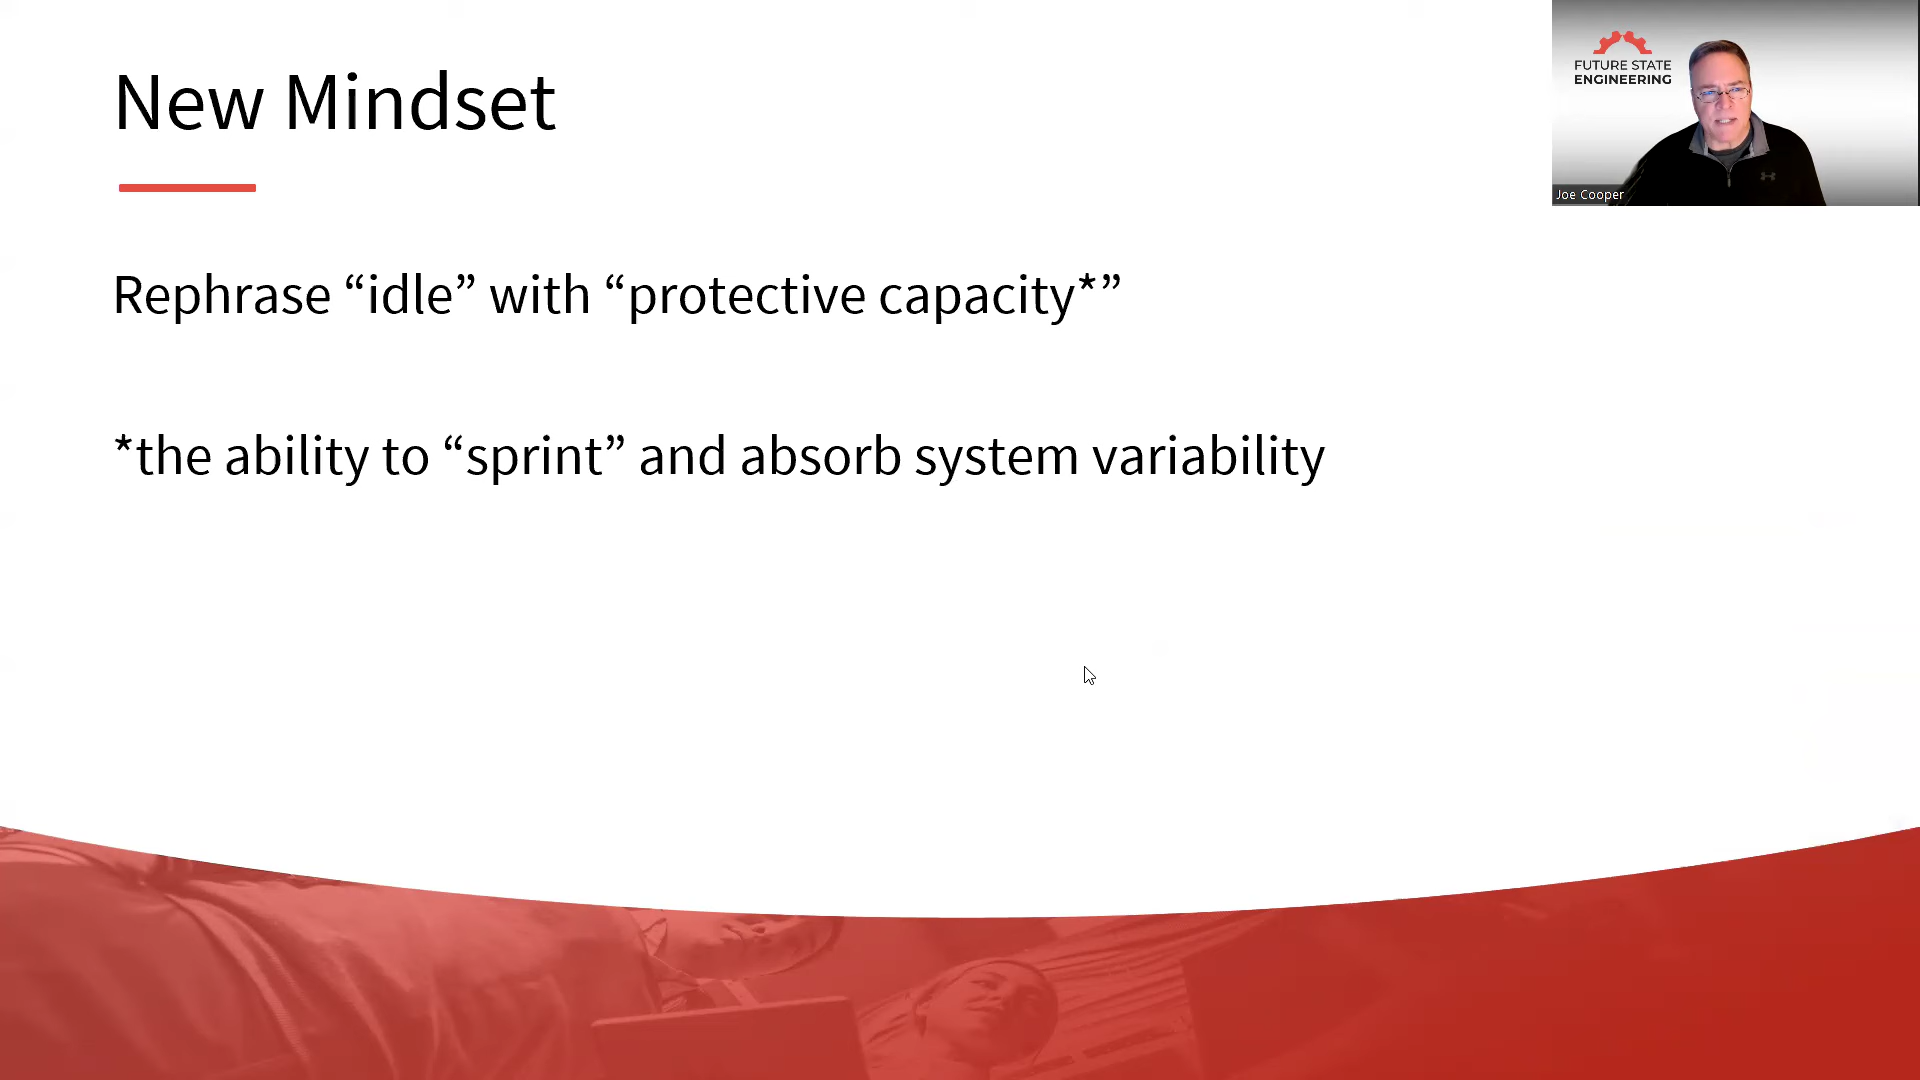 New Mindset
Rephrase “idle” with “protective capacity*”
*the ability to “sprint” and absorb system variability
FUTURE STATE
ENGINEERING
Joe Cooper